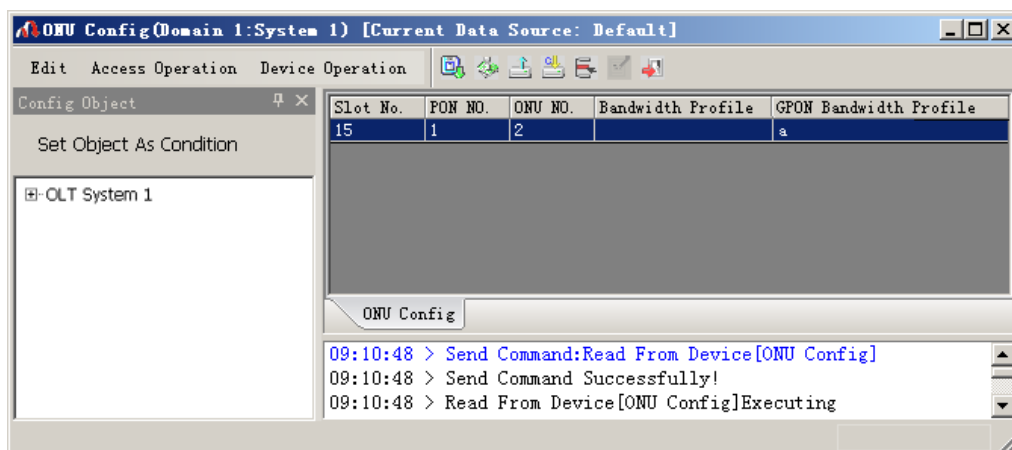 ONU Config(Domain 1:System 1) [Current Data Source: Default]
Edit Access Operation Device Operation
Config Object
Set Object As Condition
OLT System 1
Slot No. PON NO. ONU NO. Bandwidth Profile GPON Bandwidth Profile
15 1 2 a
ONU Config
09:10:48 > Send Command:Read From Device[ONU Config]
09:10:48 > Send Command Successfully!
09:10:48 > Read From Device[ONU Config]Executing